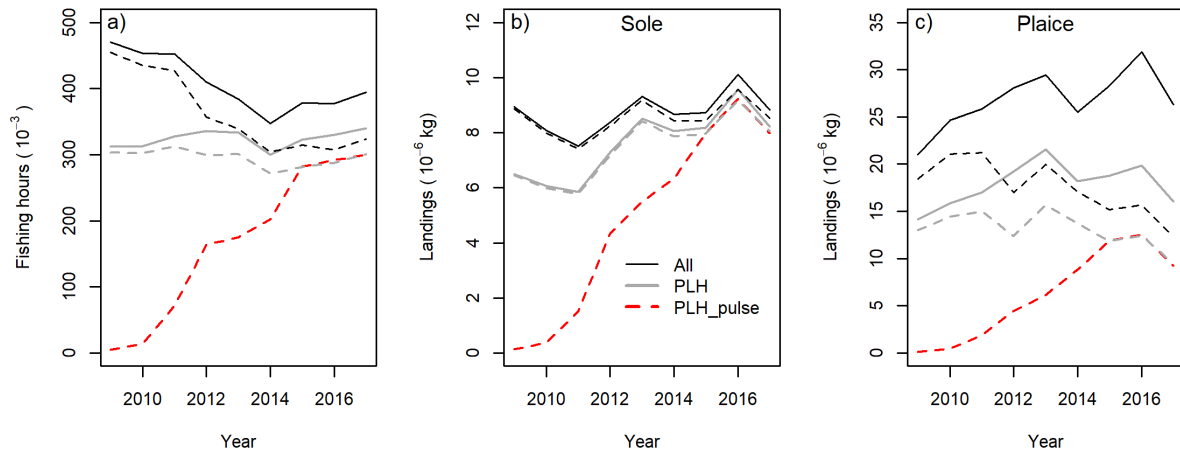 a)
Fishing hours ( 10⁻³)
0
100
200
300
400
500
2010
2012
2014
2016
Year
b)
Sole
Landings ( 10⁻⁶ kg)
0
2
4
6
8
10
12
All
PLH
PLH_pulse
2010
2012
2014
2016
Year
c)
Plaice
Landings ( 10⁻⁶ kg)
0
5
10
15
20
25
30
35
2010
2012
2014
2016
Year